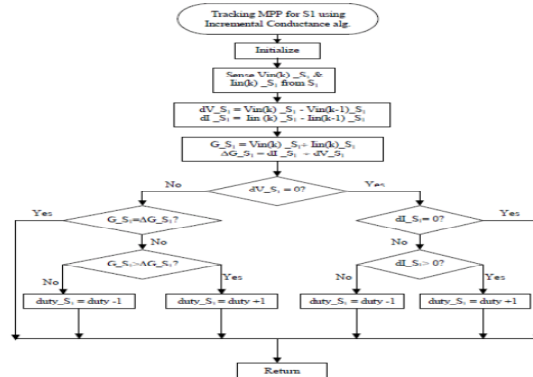 Tracking MPP for S1 using
Incremental Conductance alg.
Initialize
Sense Vin(k) _S₁ &
Iin(k) _S₁ from S₁
dV_S₁ = Vin(k) _S₁ - Vin(k-1)_S₁
dI _S₁ = Iin (k) _S₁ - Iin(k-1) _S₁
G_S₁ = Vin(k) _S₁ ÷ Iin(k)_S₁
ΔG_S₁ = dI _S₁ ÷ dV_S₁
No
dV_S₁ = 0?
Yes
Yes
G_S₁=ΔG_S₁?
dI_S₁= 0?
Yes
No
No
G_S₁>ΔG_S₁?
dI_S₁> 0?
No
Yes
No
Yes
duty_S₁ = duty -1
duty_S₁ = duty +1
duty_S₁ = duty -1
duty_S₁ = duty +1
Return